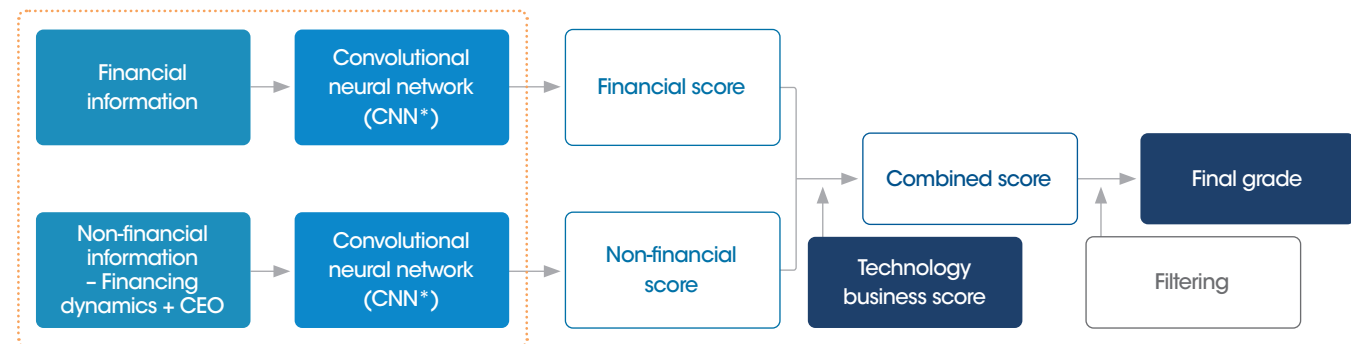 Financial
information
Convolutional
neural network
(CNN*)
Financial score
Combined score
Final grade
Non-financial
information
– Financing
dynamics + CEO
Convolutional
neural network
(CNN*)
Non-financial
score
Technology
business score
Filtering